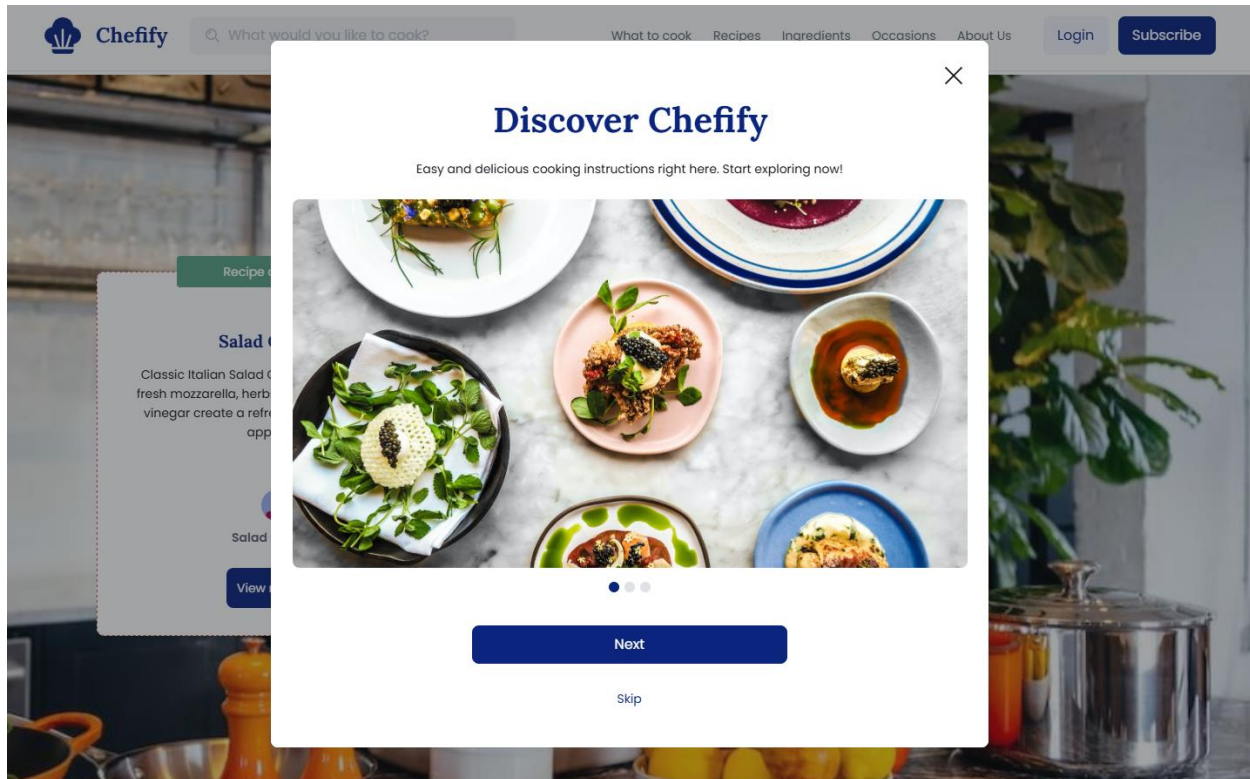 Chefify
What would you like to cook?
What to cook
Recipes
Ingredients
Occasions
About Us
Login
Subscribe
Discover Chefify
Easy and delicious cooking instructions right here. Start exploring now!
Recipe
Salad
Classic Italian Salad
fresh mozzarella, herb
vinegar create a refre
app
Salad
View
Next
Skip